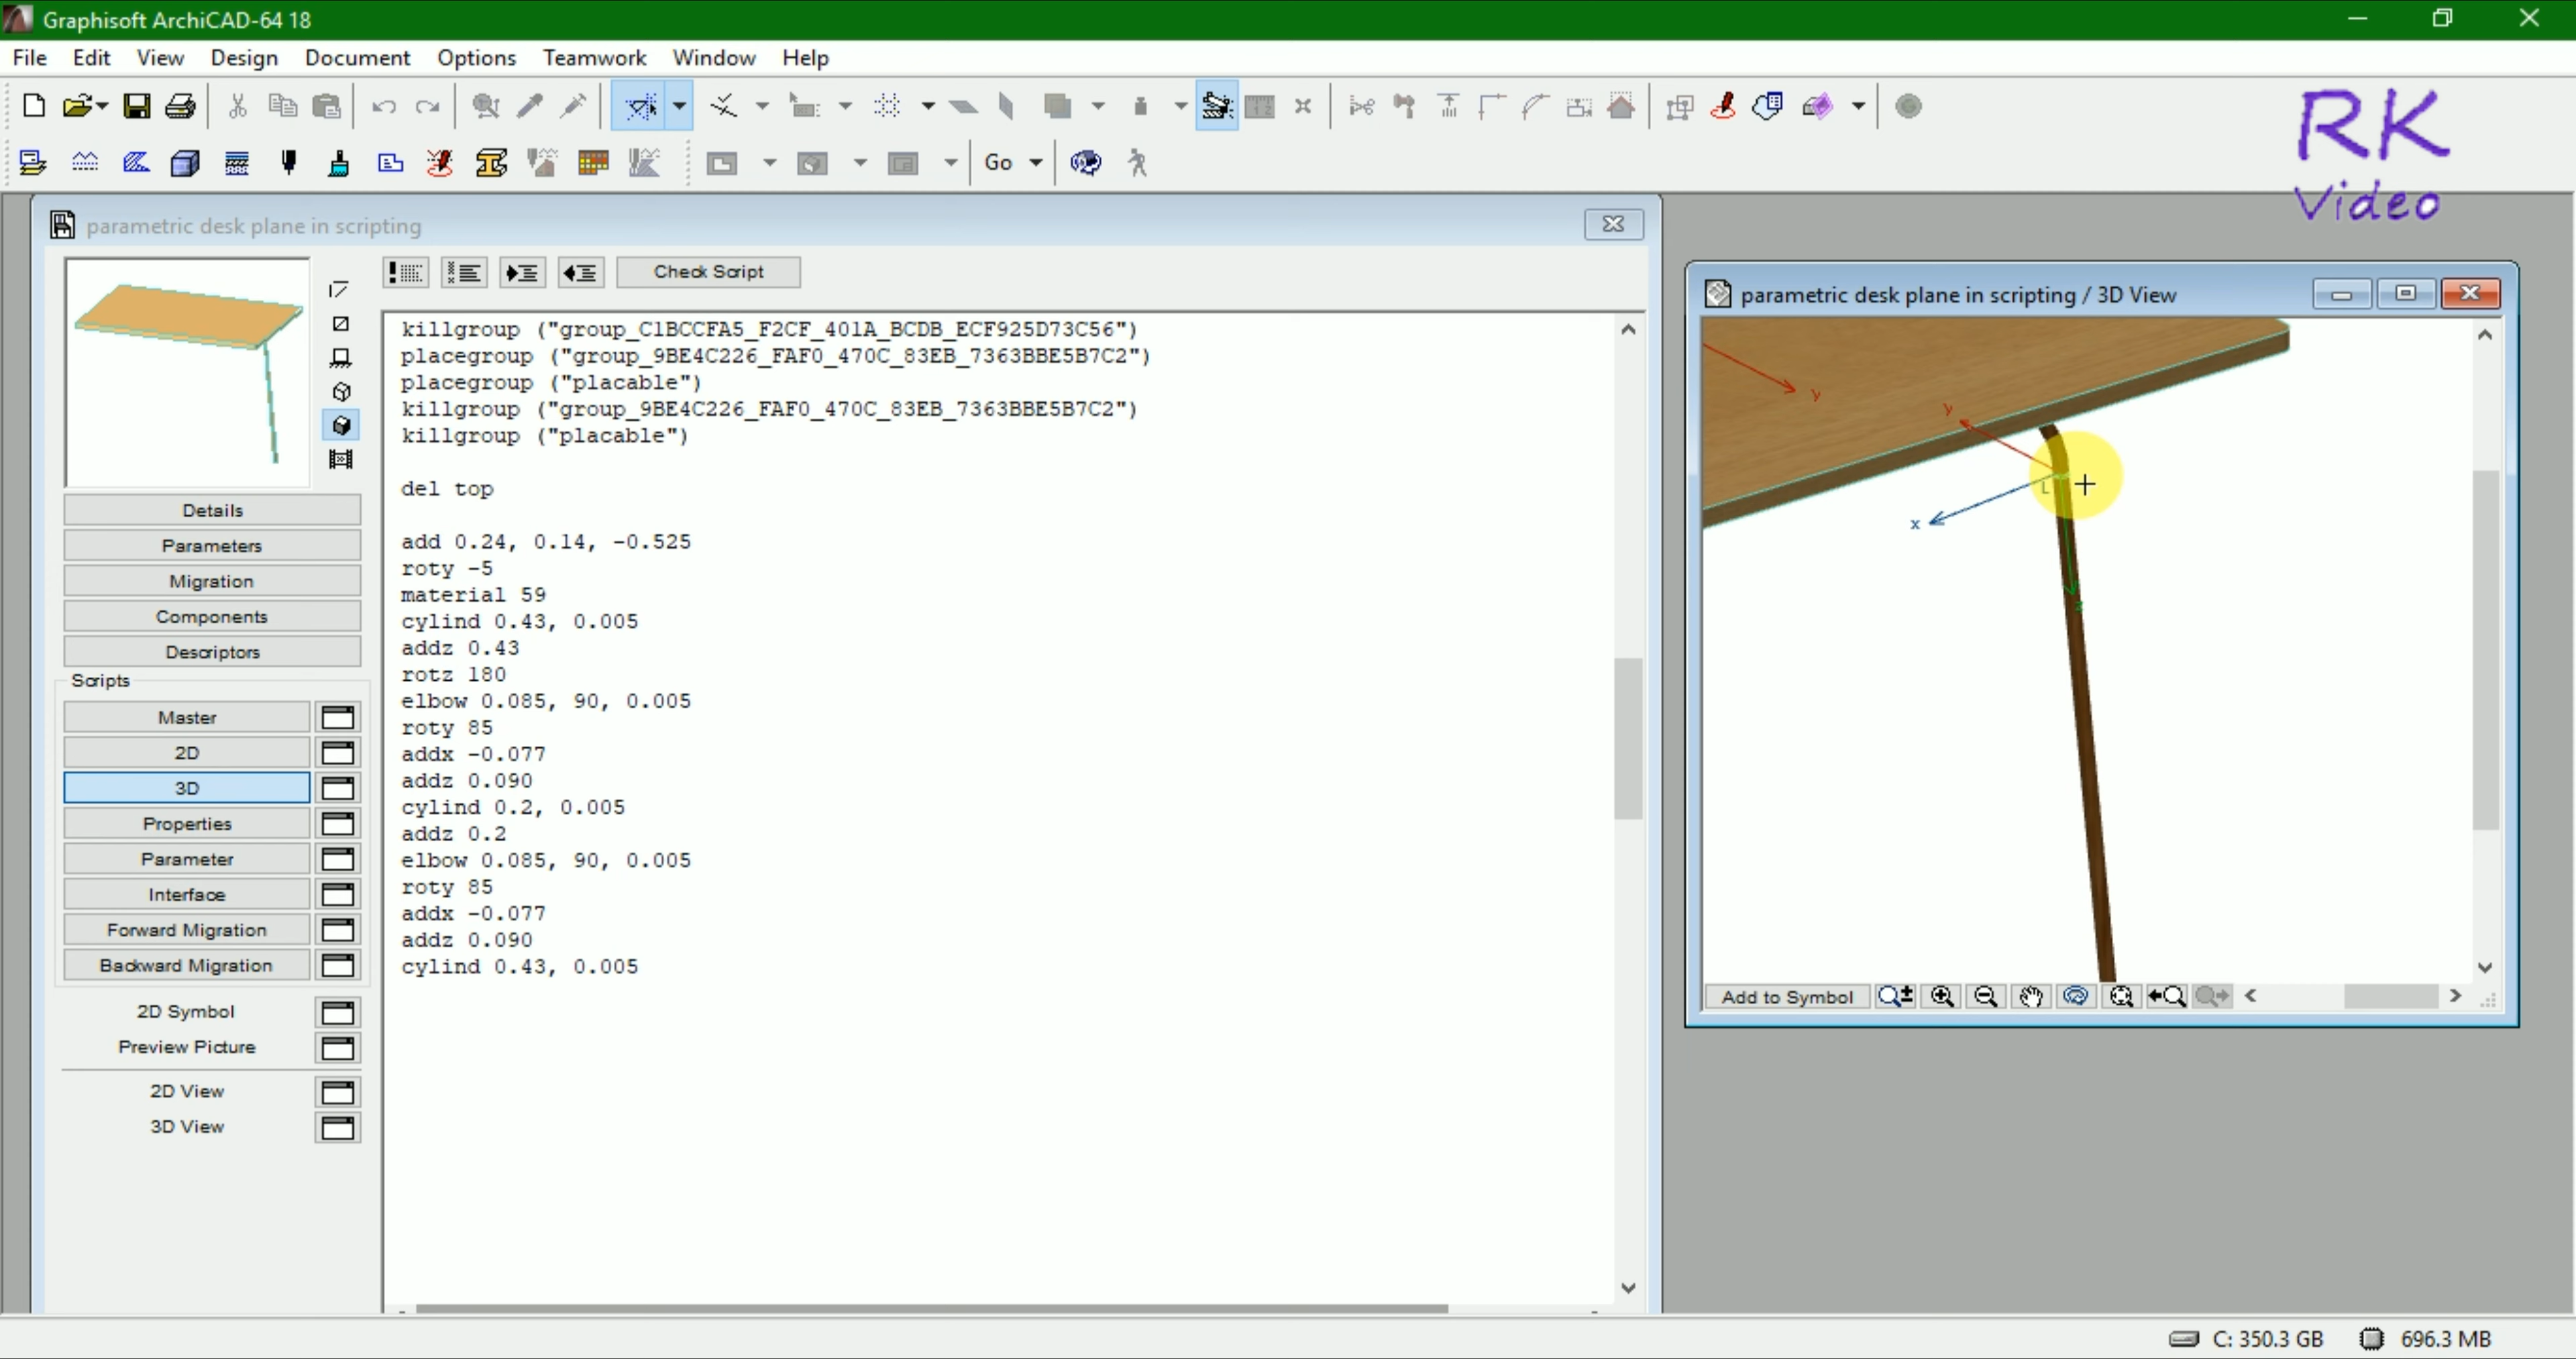 Graphisoft ArchiCAD-64 18
File Edit View Design Document Options Teamwork Window Help
Go
RK
Video
parametric desk plane in scripting
Check Script
Details
Parameters
Migration
Components
Descriptors
Scripts
Master
2D
3D
Properties
Parameter
Interface
Forward Migration
Backward Migration
2D Symbol
Preview Picture
2D View
3D View
killgroup ("group_C1BCCFA5_F2CF_401A_BCDB_ECF925D73C56")
placegroup ("group_9BE4C226_FAF0_470C_83EB_7363BBE5B7C2")
placegroup ("placable")
killgroup ("group_9BE4C226_FAF0_470C_83EB_7363BBE5B7C2")
killgroup ("placable")
del top
add 0.24, 0.14, -0.525
roty -5
material 59
cylind 0.43, 0.005
addz 0.43
rotz 180
elbow 0.085, 90, 0.005
roty 85
addx -0.077
addz 0.090
cylind 0.2, 0.005
addz 0.2
elbow 0.085, 90, 0.005
roty 85
addx -0.077
addz 0.090
cylind 0.43, 0.005
parametric desk plane in scripting / 3D View
y
y
L
x
z
Add to Symbol
C: 350.3 GB 696.3 MB